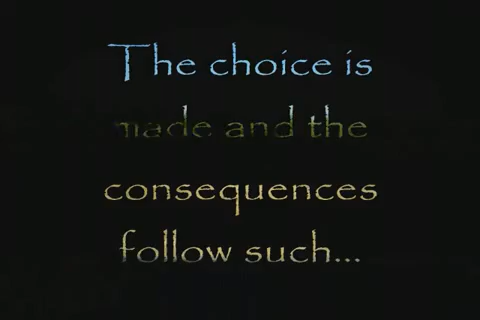 The choice is
made and the
consequences
follow such...